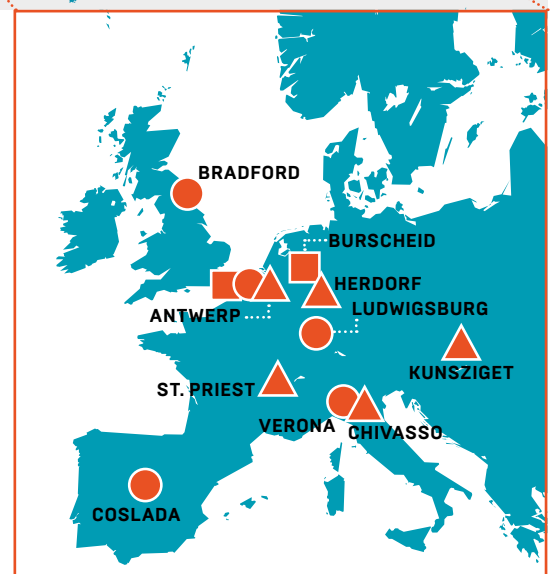 BRADFORD
BURSCHEID
HERDORF
LUDWIGSBURG
ANTWERP
KUNSZIGET
ST. PRIEST
VERONA
CHIVASSO
COSLADA